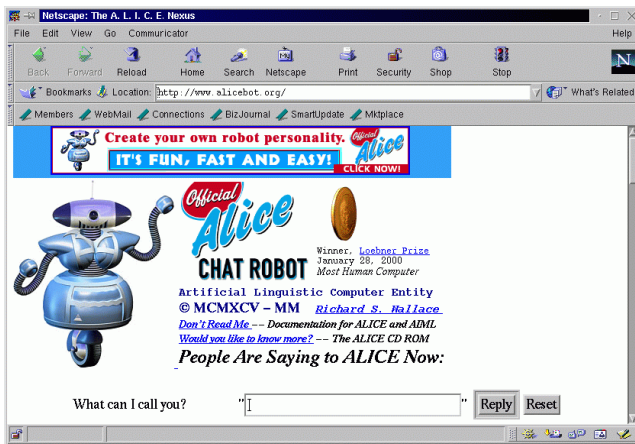 Netscape: The A. L. I. C. E. Nexus
File Edit View Go Communicator Help
Back Forward Reload Home Search Netscape Print Security Shop Stop N
Bookmarks Location: http://www.alicebot.org/ What's Related
Members WebMail Connections BizJournal SmartUpdate Mktplace
Create your own robot personality. Official
IT'S FUN, FAST AND EASY! Alice
CLICK NOW!
Official
Alice
CHAT ROBOT
Winner, Loebner Prize
January 28, 2000
Most Human Computer
Artificial Linguistic Computer Entity
© MCMXCV – MM Richard S. Wallace
Don't Read Me -- Documentation for ALICE and AIML
Would you like to know more? -- The ALICE CD ROM
People Are Saying to ALICE Now:
What can I call you? " " Reply Reset